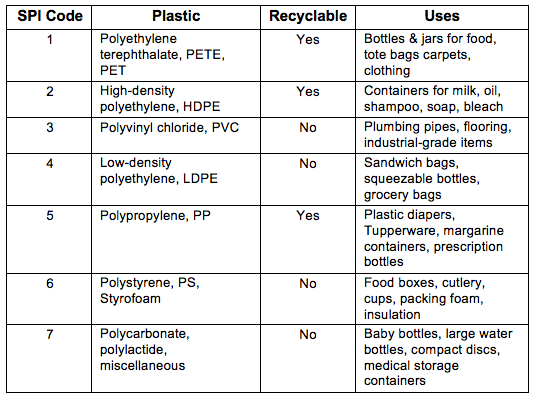 SPI Code Plastic Recyclable Uses
1 Polyethylene Yes Bottles & jars for food,
terephthalate, PETE, tote bags carpets,
PET clothing
2 High-density Yes Containers for milk, oil,
polyethylene, HDPE shampoo, soap, bleach
3 Polyvinyl chloride, PVC No Plumbing pipes, flooring,
industrial-grade items
4 Low-density No Sandwich bags,
polyethylene, LDPE squeezable bottles,
grocery bags
5 Polypropylene, PP Yes Plastic diapers,
Tupperware, margarine
containers, prescription
bottles
6 Polystyrene, PS, No Food boxes, cutlery,
Styrofoam cups, packing foam,
insulation
7 Polycarbonate, No Baby bottles, large water
polylactide, bottles, compact discs,
miscellaneous medical storage
containers